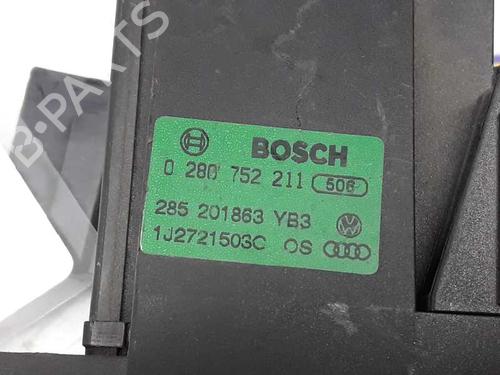 B-PARTS
BOSCH
0 280 752 211 506
285 201863 YB3
1J2721503C OS